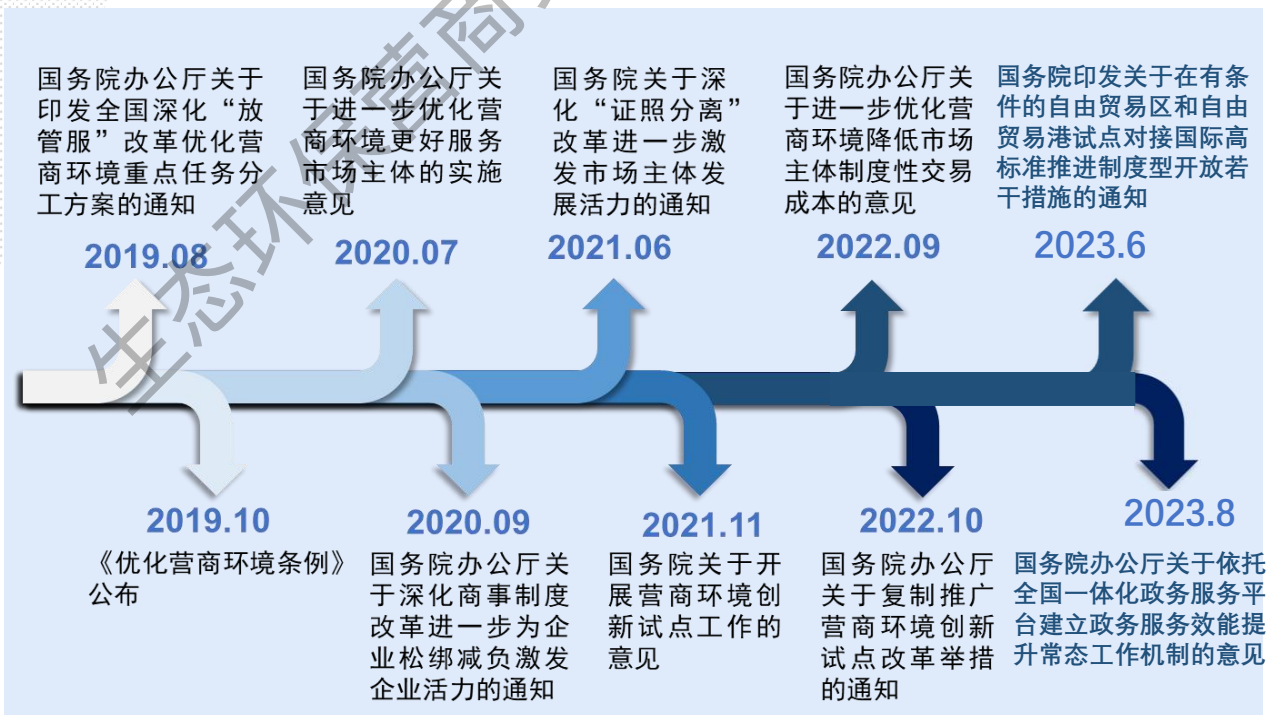 国务院办公厅关于
印发全国深化“放
管服”改革优化营
商环境重点任务分
工方案的通知
2019.08
国务院办公厅关
于进一步优化营
商环境更好服务
市场主体的实施
意见
2020.07
国务院关于深
化“证照分离”
改革进一步激
发市场主体发
展活力的通知
2021.06
国务院办公厅关
于进一步优化营
商环境降低市场
主体制度性交易
成本的意见
2022.09
国务院印发关于在有条
件的自由贸易区和自由
贸易港试点对接国际高
标准推进制度型开放若
干措施的通知
2023.6
2019.10
《优化营商环境条例》
公布
2020.09
国务院办公厅关
于深化商事制度
改革进一步为企
业松绑减负激发
企业活力的通知
2021.11
国务院关于开
展营商环境创
新试点工作的
意见
2022.10
国务院办公厅
关于复制推广
营商环境创新
试点改革举措
的通知
2023.8
国务院办公厅关于依托
全国一体化政务服务平
台建立政务服务效能提
升常态工作机制的意见
生态环保营商